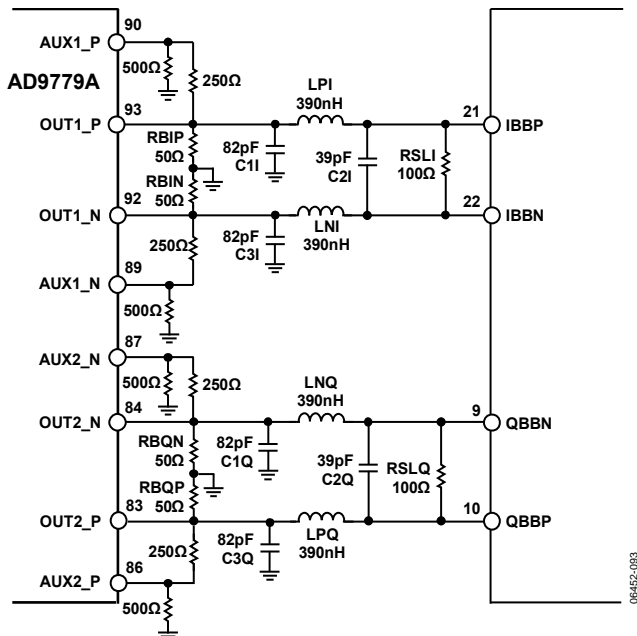 90
AUX1_P
500Ω
250Ω
AD9779A
LPI
390nH
93
21
OUT1_P
IBBP
RBIP
50Ω
82pF
C1I
39pF
C2I
RSLI
100Ω
RBIN
50Ω
92
22
OUT1_N
IBBN
250Ω
82pF
C3I
LNI
390nH
89
AUX1_N
500Ω
87
AUX2_N
500Ω
250Ω
LNQ
390nH
84
9
OUT2_N
QBBN
RBQN
50Ω
82pF
C1Q
39pF
C2Q
RSLQ
100Ω
RBQP
50Ω
83
10
OUT2_P
QBBP
250Ω
82pF
C3Q
LPQ
390nH
86
AUX2_P
500Ω
06452-093